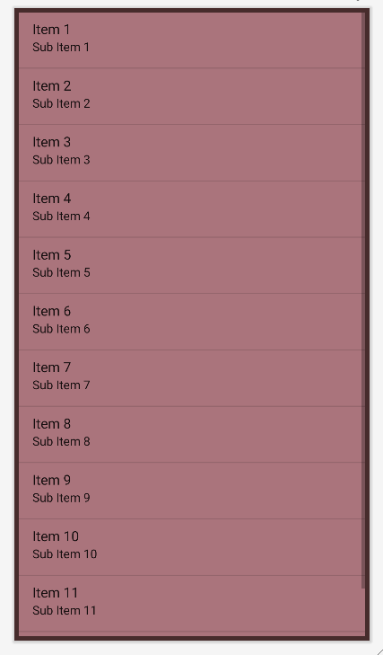 Item 1
Sub Item 1
Item 2
Sub Item 2
Item 3
Sub Item 3
Item 4
Sub Item 4
Item 5
Sub Item 5
Item 6
Sub Item 6
Item 7
Sub Item 7
Item 8
Sub Item 8
Item 9
Sub Item 9
Item 10
Sub Item 10
Item 11
Sub Item 11